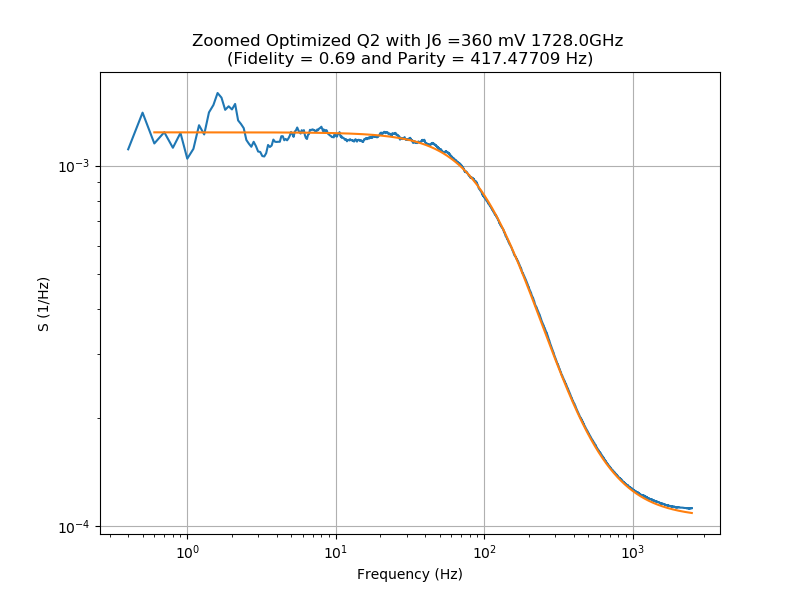 Zoomed Optimized Q2 with J6 =360 mV 1728.0GHz
(Fidelity = 0.69 and Parity = 417.47709 Hz)
S (1/Hz)
10⁻³
10⁻⁴
10⁰ 10¹ 10² 10³
Frequency (Hz)